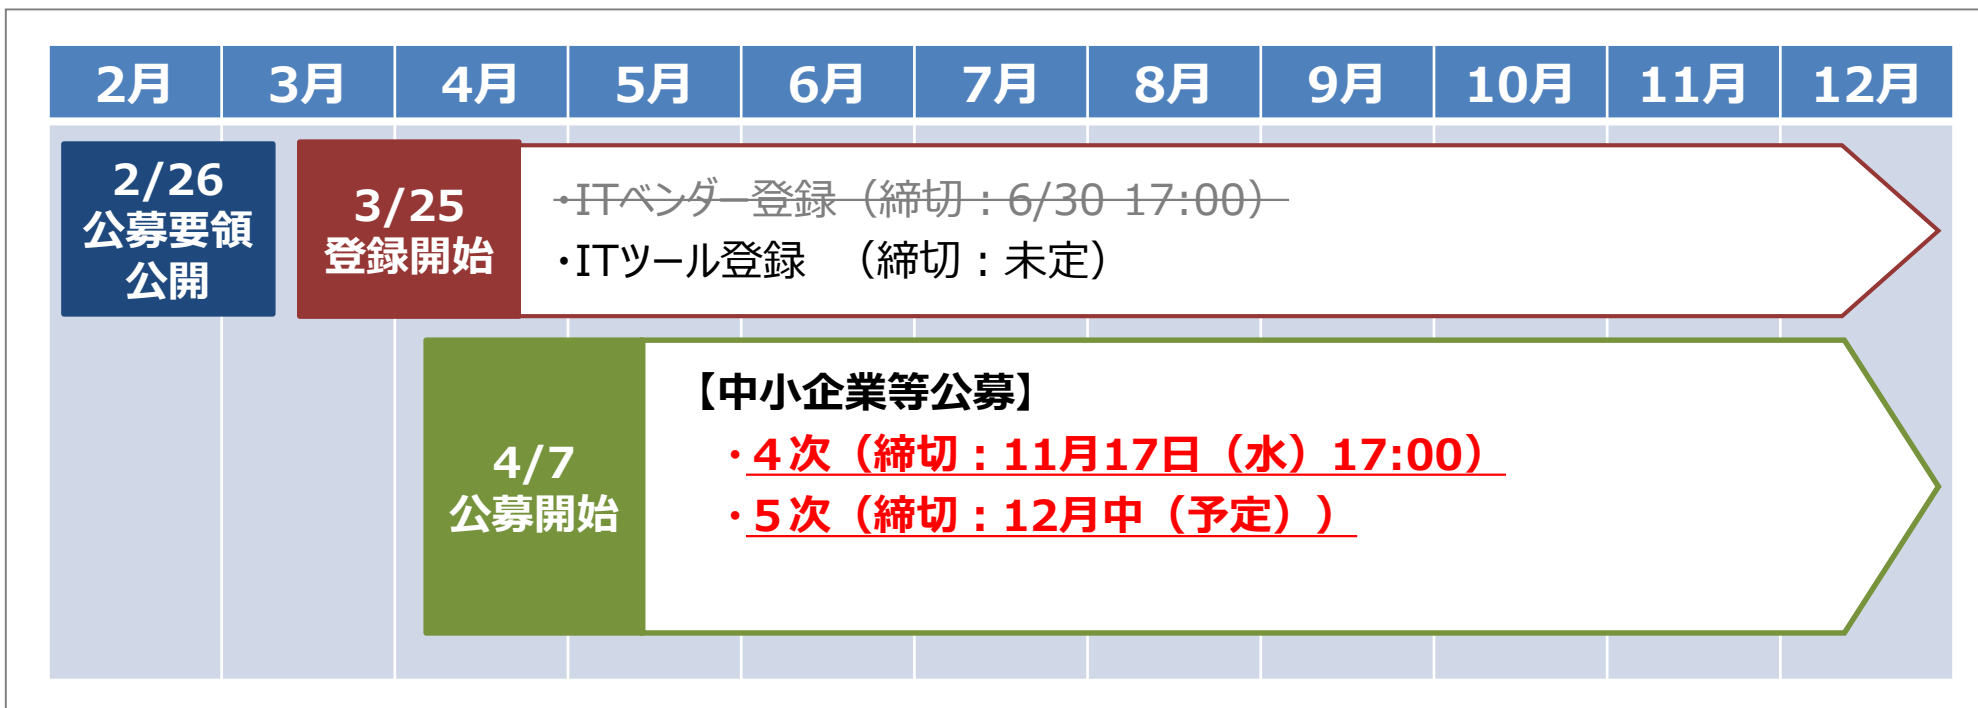 2月 3月 4月 5月 6月 7月 8月 9月 10月 11月 12月
2/26
公募要領
公開
3/25
登録開始
・ITベンダー登録（締切：6/30 17:00）
・ITツール登録　（締切：未定）
4/7
公募開始
【中小企業等公募】
・４次（締切：11月17日（水）17:00）
・５次（締切：12月中（予定））